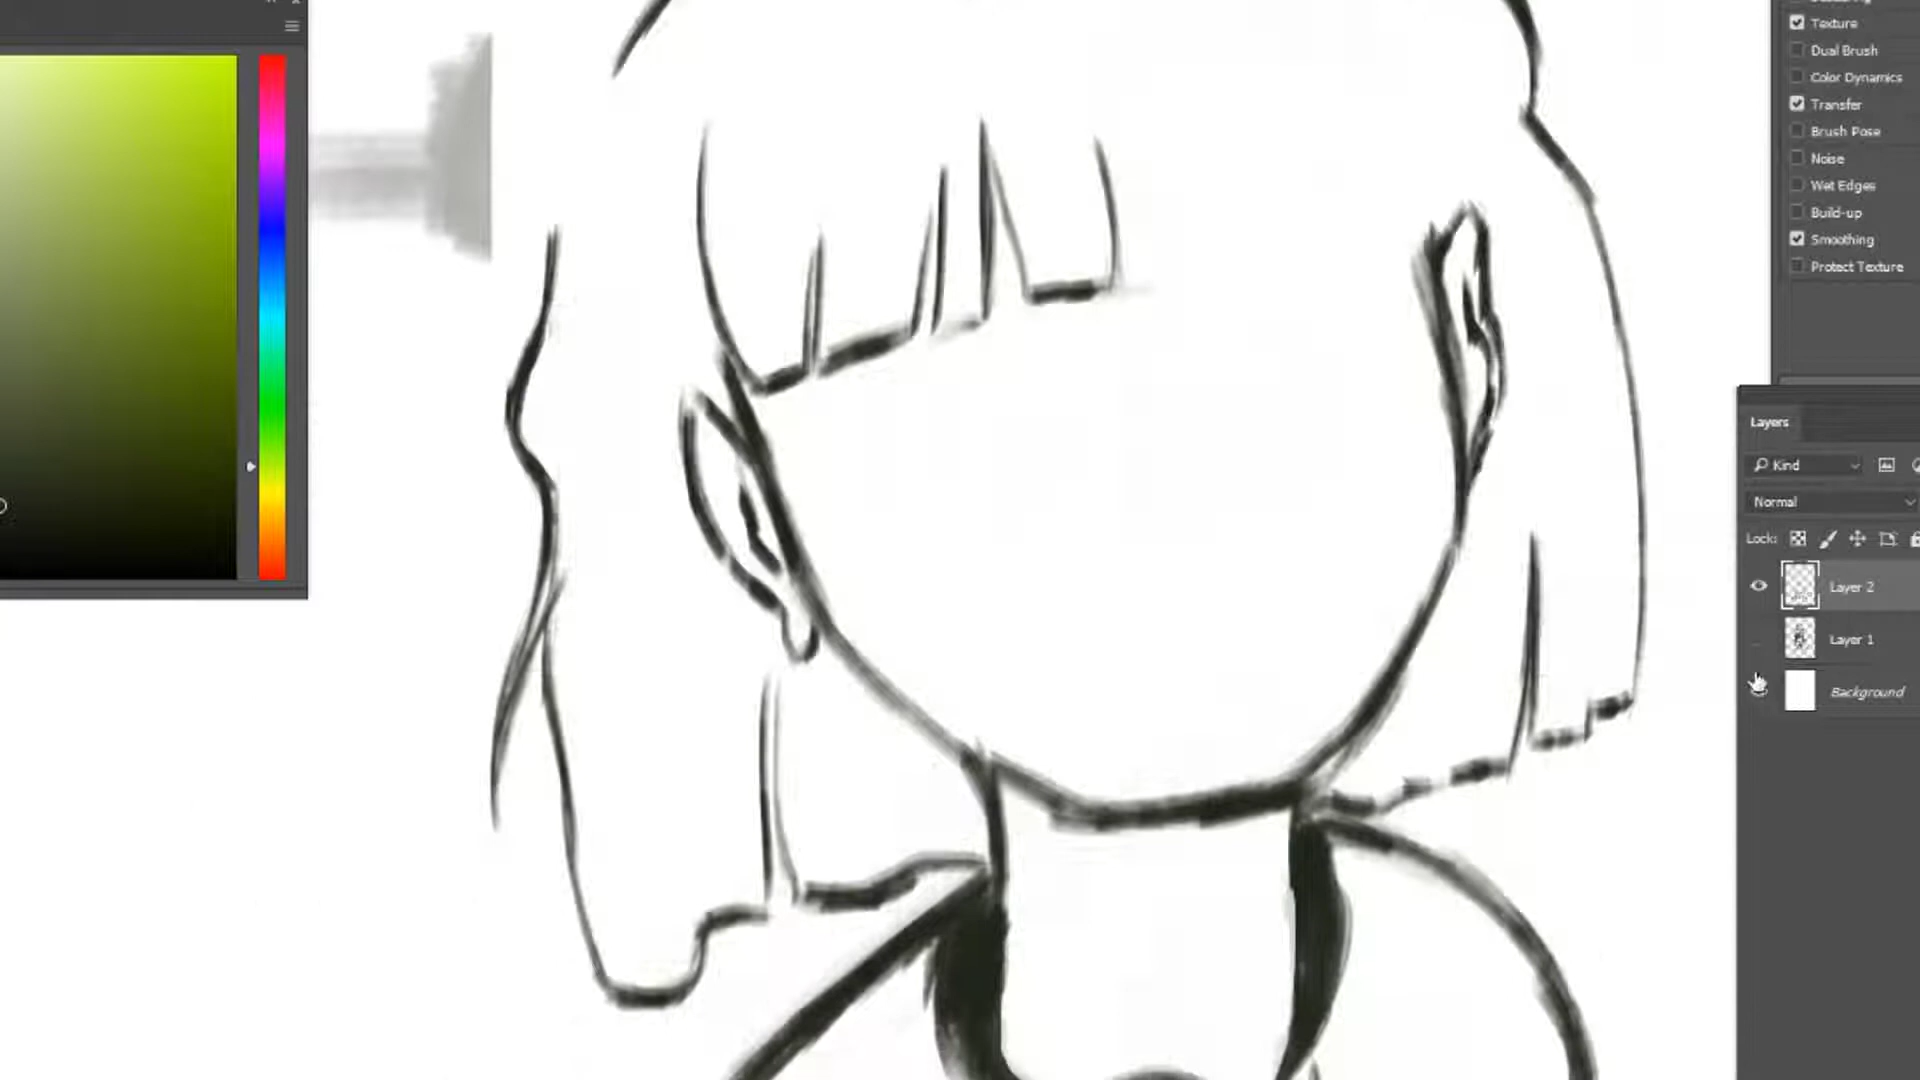 Texture
Dual Brush
Color Dynamics
Transfer
Brush Pose
Noise
Wet Edges
Build-up
Smoothing
Protect Texture
Layers
Kind
Normal
Lock:
Layer 2
Layer 1
Background